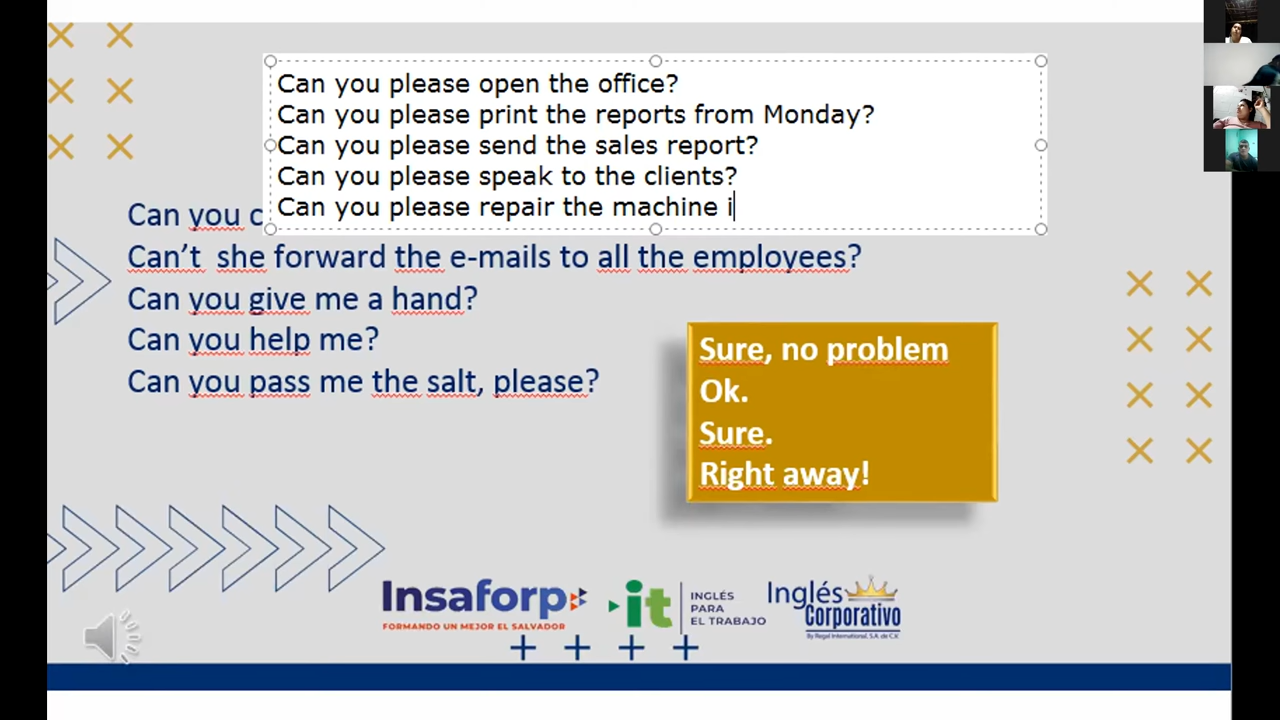 Can you please open the office?
Can you please print the reports from Monday?
Can you please send the sales report?
Can you please speak to the clients?
Can you please repair the machine i
Can you c
Can’t she forward the e-mails to all the employees?
Can you give me a hand?
Can you help me?
Can you pass me the salt, please?
Sure, no problem
Ok.
Sure.
Right away!
Insaforp
FORMANDO UN MEJOR EL SALVADOR
it
INGLÉS
PARA
EL TRABAJO
Inglés
Corporativo
By Regal International, S.A. de C.V.